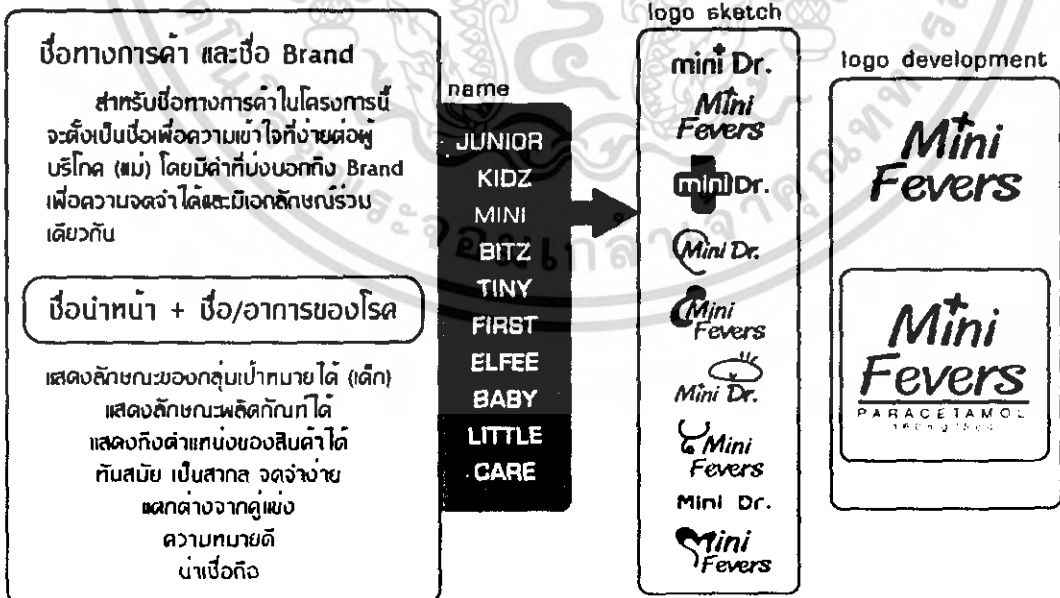 ชื่อทางการค้า และชื่อ Brand
สำหรับชื่อทางการค้าในโครงการนี้
จะตั้งเป็นชื่อเพื่อความเข้าใจที่ง่ายต่อผู้
บริโภค (แม่) โดยมีคำที่บ่งบอกถึง Brand
เพื่อความจดจำได้และมีเอกลักษณ์ร่วม
เดียวกัน
ชื่อนำหน้า + ชื่อ/อาการของโรค
แสดงลักษณะของกลุ่มเป้าหมายได้ (เด็ก)
แสดงลักษณะผลิตภัณฑ์ได้
แสดงถึงตำแหน่งของสินค้าได้
ทันสมัย เป็นสากล จดจำง่าย
แตกต่างจากคู่แข่ง
ความหมายดี
น่าเชื่อถือ
name
JUNIOR
KIDZ
MINI
BITZ
TINY
FIRST
ELFEE
BABY
LITTLE
CARE
logo sketch
mini Dr.
Mini
Fevers
mini Dr.
Mini Dr.
Mini
Fevers
Mini Dr.
Mini
Fevers
Mini Dr.
Mini
Fevers
logo development
Mini
Fevers
Mini
Fevers
PARACETAMOL